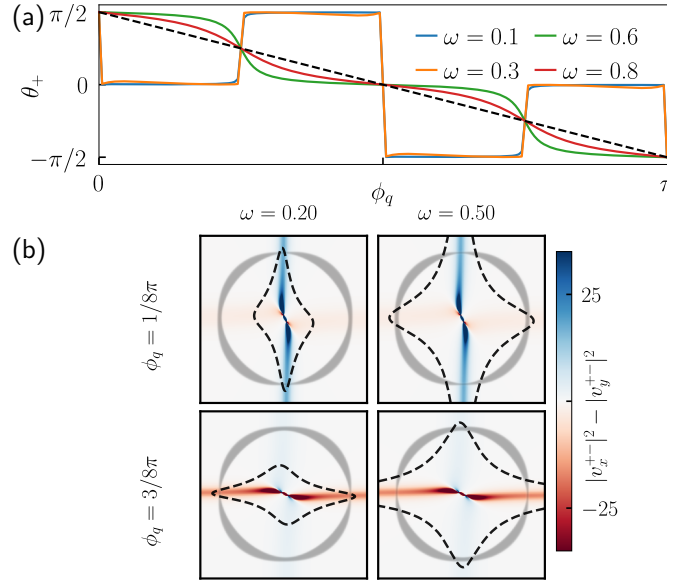 (a)
π/2
0
−π/2
θ+
ω = 0.1
ω = 0.3
ω = 0.6
ω = 0.8
0
ϕq
(b)
ω = 0.20
ω = 0.50
ϕq = 1/8π
ϕq = 3/8π
25
0
−25
|v_x^{+−}|² − |v_y^{+−}|²